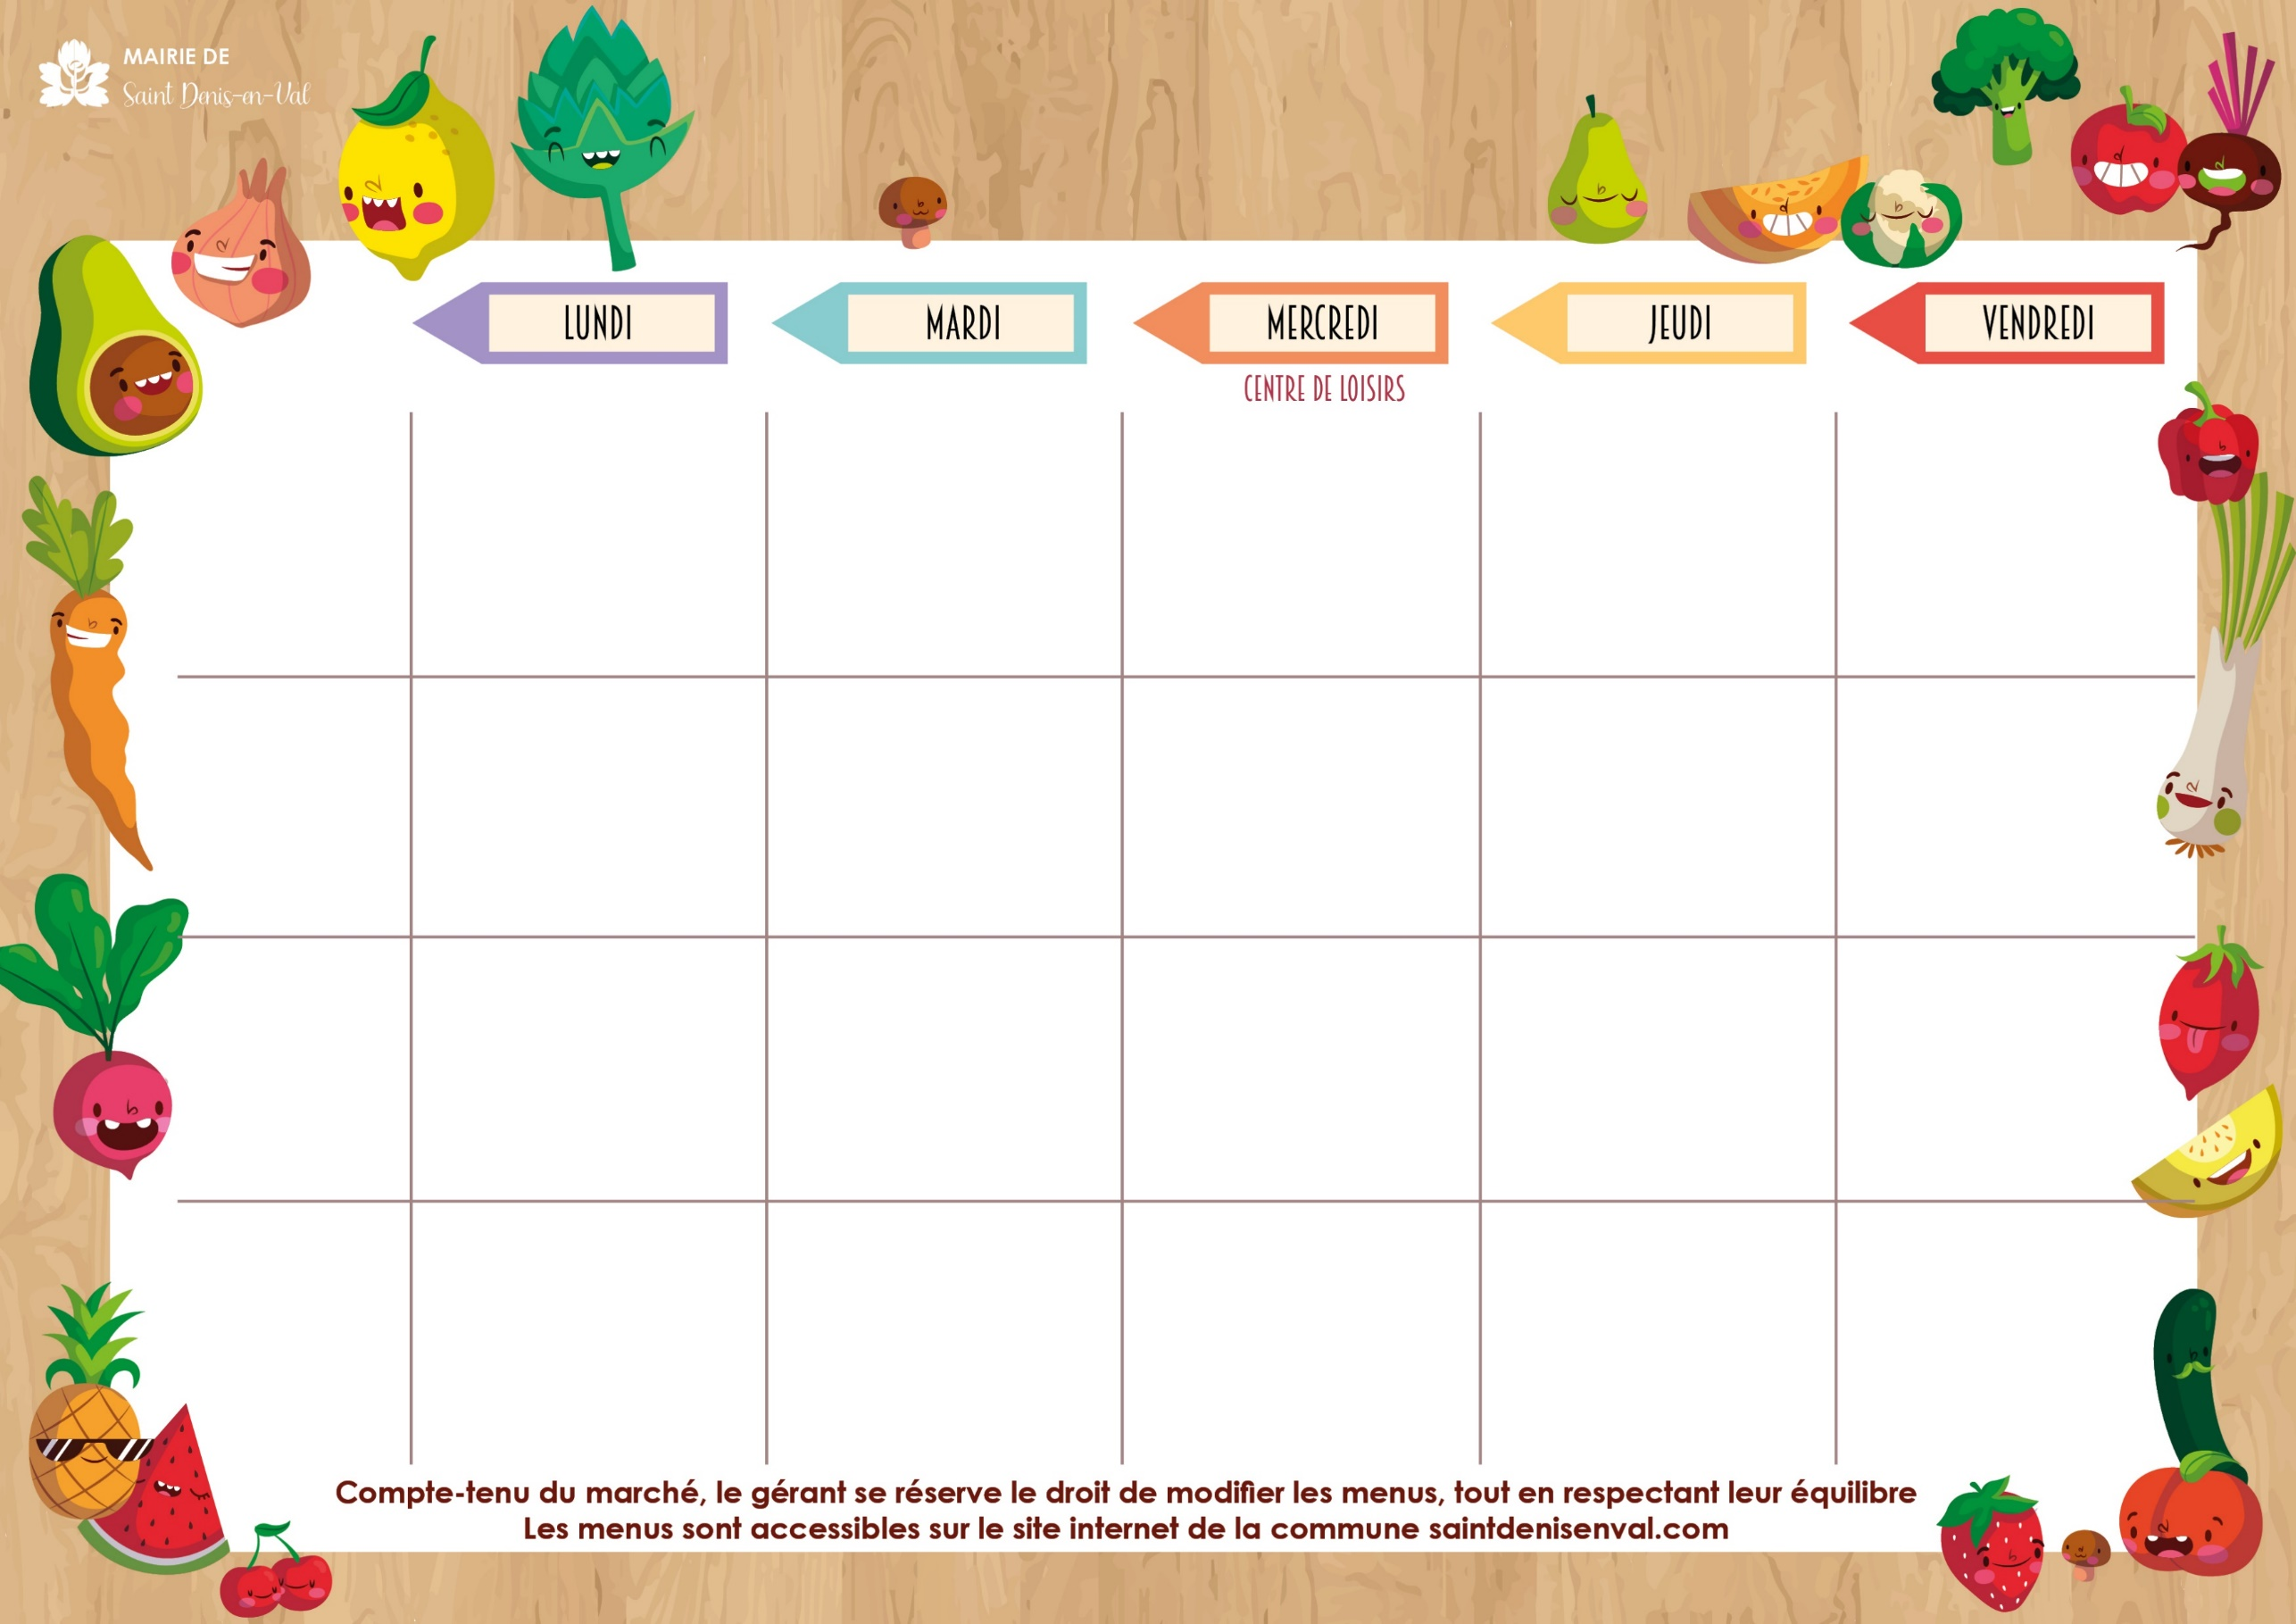 MAIRIE DE
Saint Denis-en-Val
LUNDI
MARDI
MERCREDI
JEUDI
VENDREDI
CENTRE DE LOISIRS
Compte-tenu du marché, le gérant se réserve le droit de modifier les menus, tout en respectant leur équilibre
Les menus sont accessibles sur le site internet de la commune saintdenisenval.com